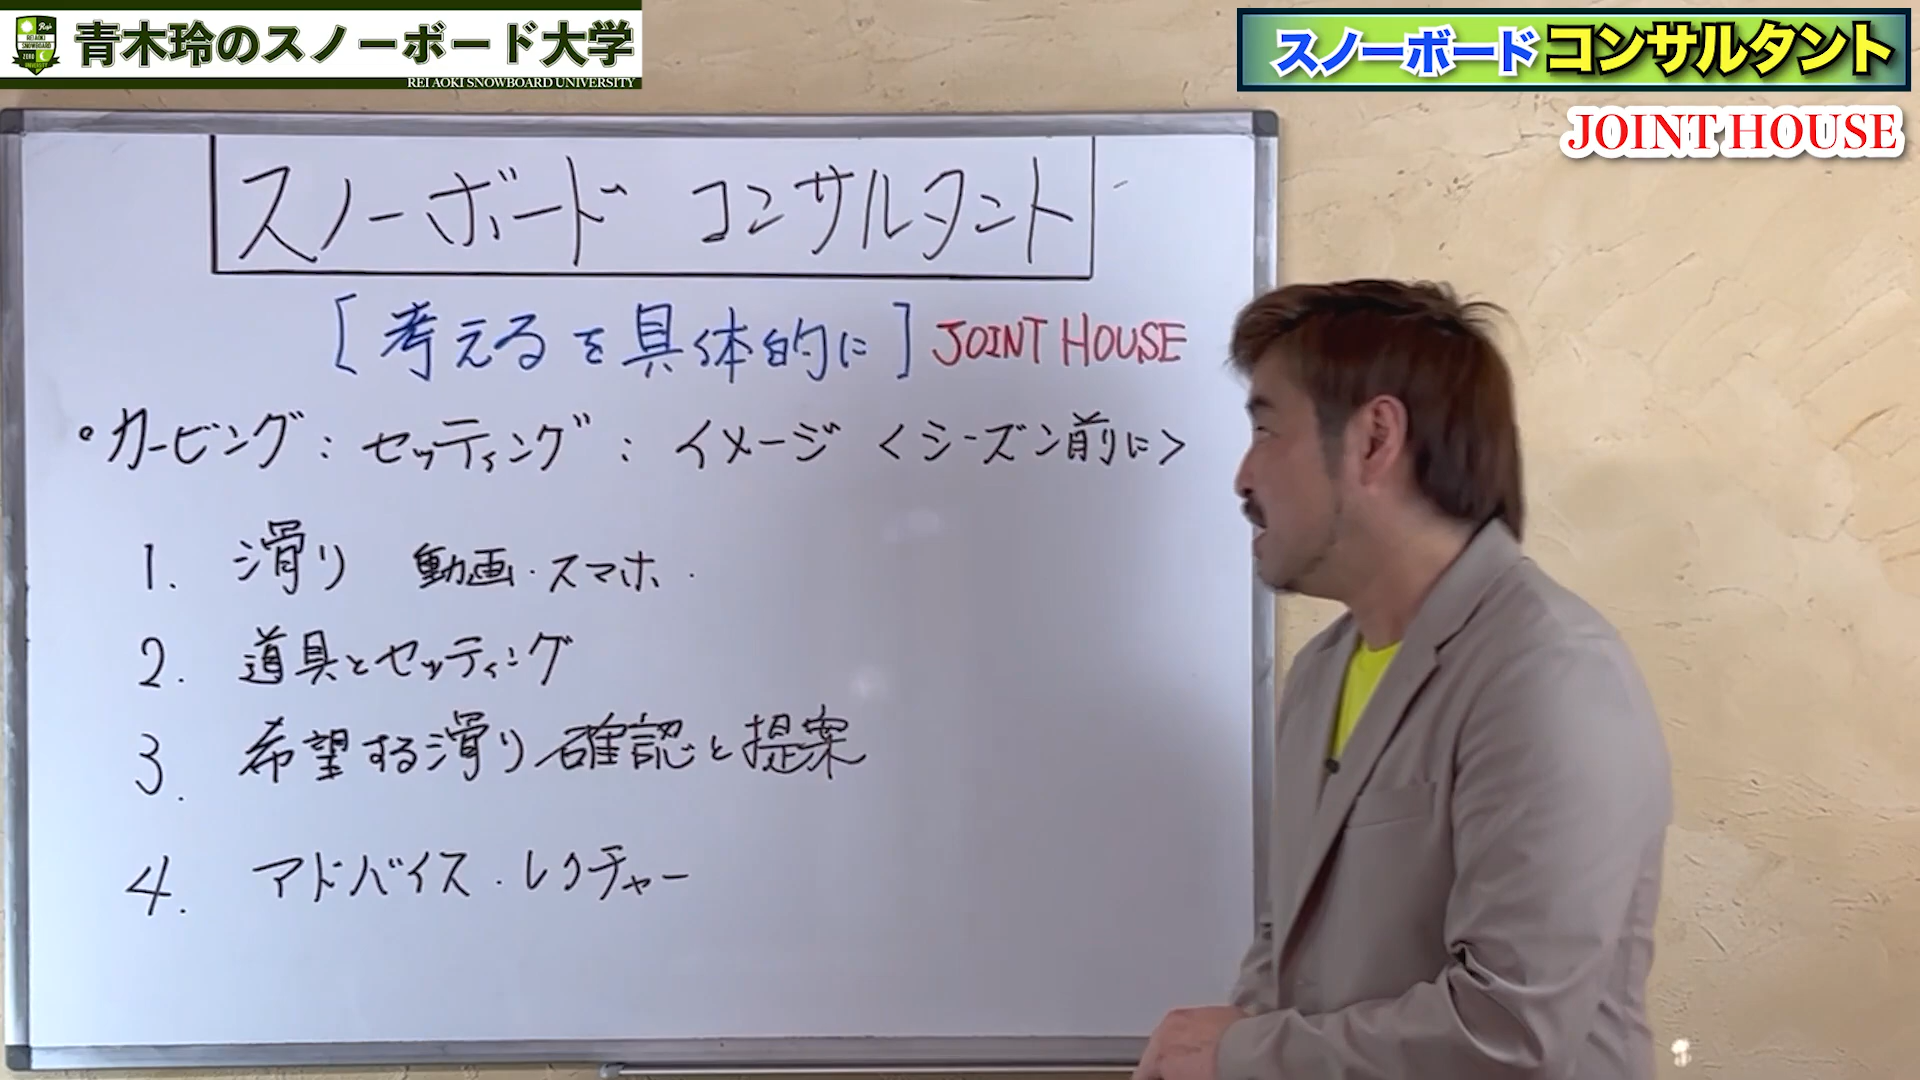 青木玲のスノーボード大学
REI AOKI SNOWBOARD UNIVERSITY
スノーボードコンサルタント
JOINT HOUSE
スノーボード コンサルタント
[考えるを具体的に] JOINT HOUSE
・カービング:セッティング:イメージ <シーズン前に>
1. 滑り 動画・スマホ.
2. 道具とセッティング
3. 希望する滑り確認と提案
4. アドバイス・レクチャー